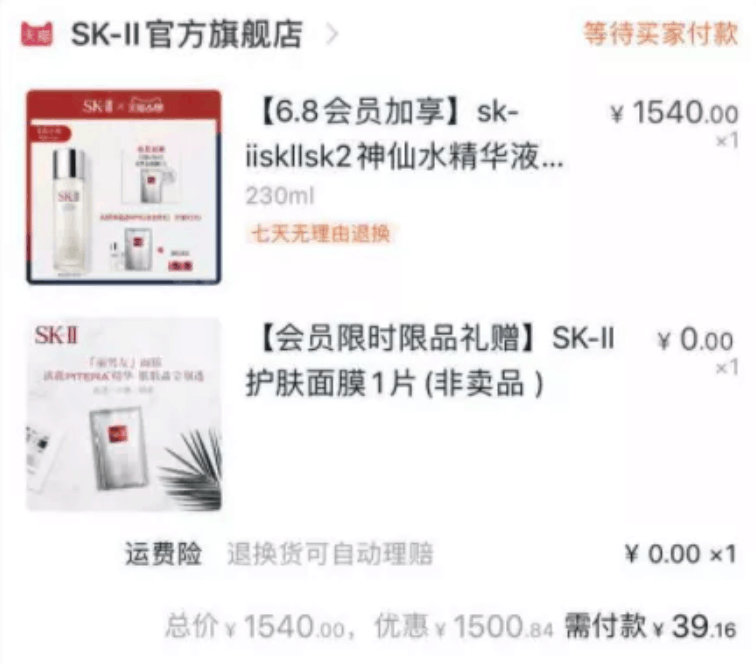 天猫 SK-II官方旗舰店 > 等待买家付款
【6.8会员加享】sk- ¥ 1540.00
iiskllsk2神仙水精华液... ×1
230ml
七天无理由退换
SK-II
SK-II
【会员限时限品礼赠】SK-II ¥ 0.00
护肤面膜1片(非卖品 ) ×1
SK-II
运费险 退换货可自动理赔 ¥ 0.00 ×1
总价 ¥ 1540.00, 优惠 ¥ 1500.84 需付款 ¥ 39.16